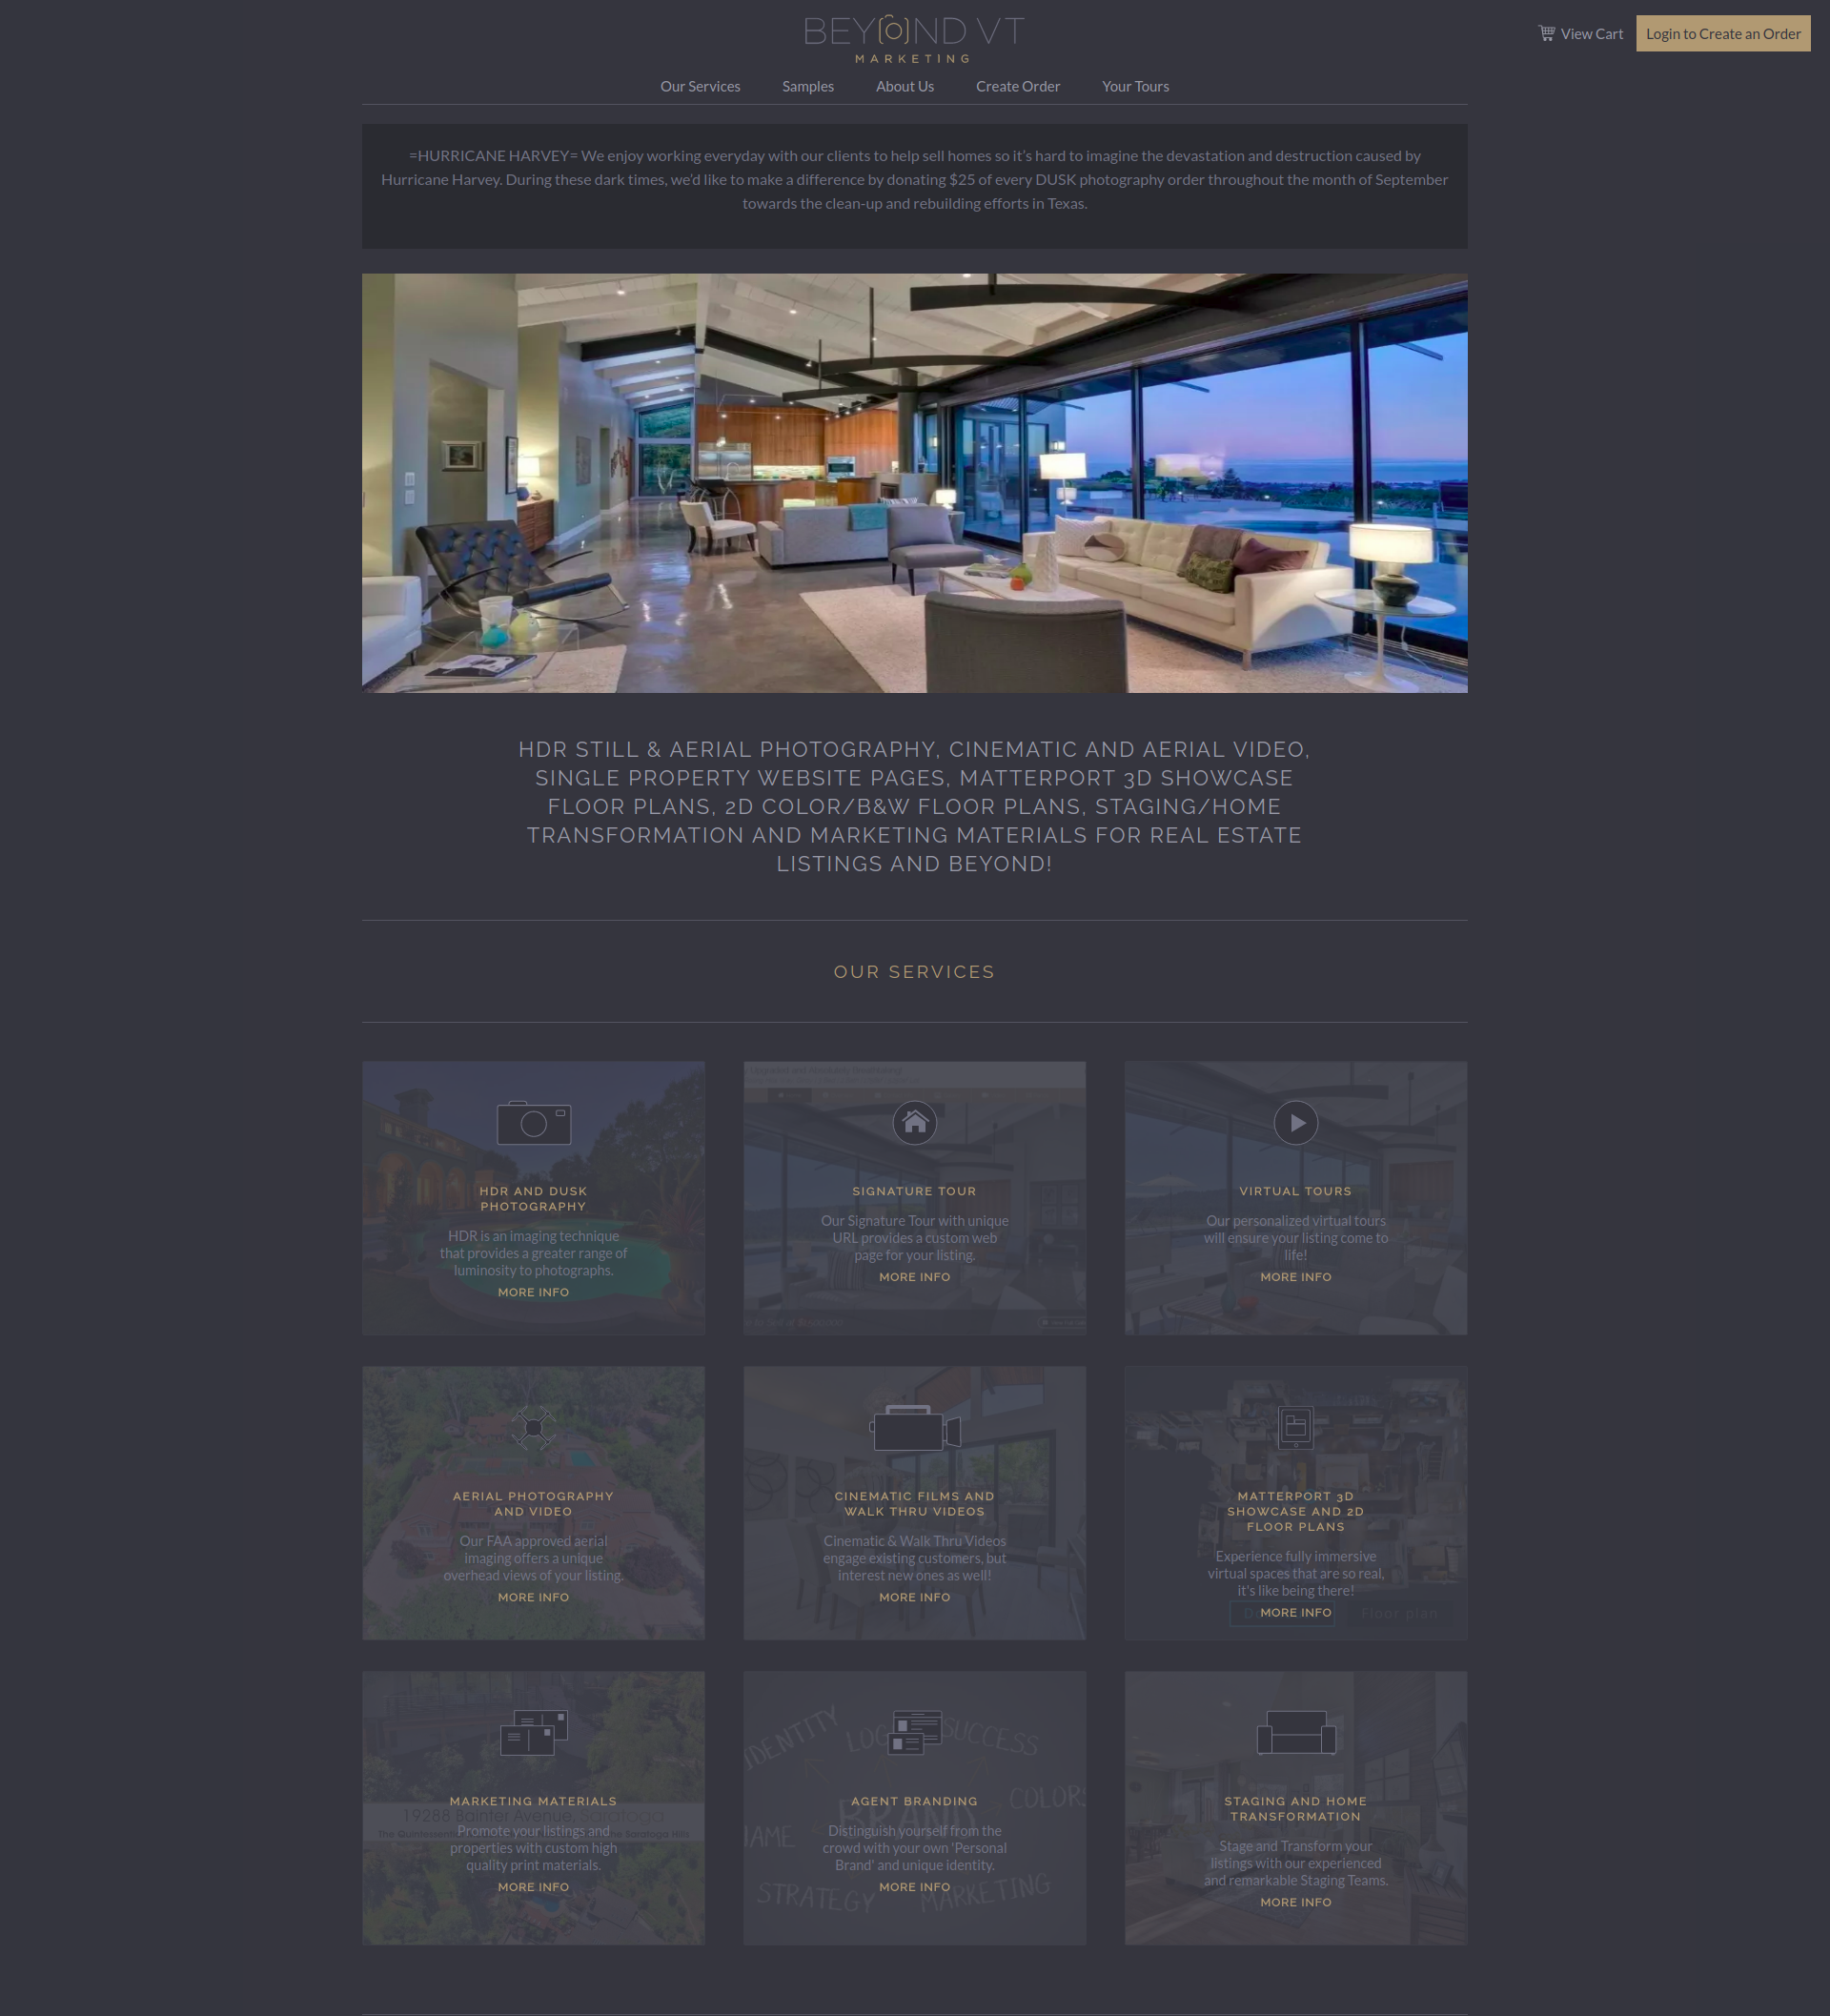 BEYOND VT
MARKETING
View Cart
Login to Create an Order
Our Services
Samples
About Us
Create Order
Your Tours
=HURRICANE HARVEY= We enjoy working everyday with our clients to help sell homes so it's hard to imagine the devastation and destruction caused by
Hurricane Harvey. During these dark times, we'd like to make a difference by donating $25 of every DUSK photography order throughout the month of September
towards the clean-up and rebuilding efforts in Texas.
HDR STILL & AERIAL PHOTOGRAPHY, CINEMATIC AND AERIAL VIDEO,
SINGLE PROPERTY WEBSITE PAGES, MATTERPORT 3D SHOWCASE
FLOOR PLANS, 2D COLOR/B&W FLOOR PLANS, STAGING/HOME
TRANSFORMATION AND MARKETING MATERIALS FOR REAL ESTATE
LISTINGS AND BEYOND!
OUR SERVICES
HDR AND DUSK
PHOTOGRAPHY
HDR is an imaging technique
that provides a greater range of
luminosity to photographs.
MORE INFO
SIGNATURE TOUR
Our Signature Tour with unique
URL provides a custom web
page for your listing.
MORE INFO
VIRTUAL TOURS
Our personalized virtual tours
will ensure your listing come to
life!
MORE INFO
AERIAL PHOTOGRAPHY
AND VIDEO
Our FAA approved aerial
imaging offers a unique
overhead views of your listing.
MORE INFO
CINEMATIC FILMS AND
WALK THRU VIDEOS
Cinematic & Walk Thru Videos
engage existing customers, but
interest new ones as well!
MORE INFO
MATTERPORT 3D
SHOWCASE AND 2D
FLOOR PLANS
Experience fully immersive
virtual spaces that are so real,
it's like being there!
MORE INFO
Floor plan
MARKETING MATERIALS
19288 Bainter Avenue, Saratoga
Promote your listings and
properties with custom high
quality print materials.
MORE INFO
IDENTITY
SUCCESS
AGENT BRANDING
COLORS
BRAND
Distinguish yourself from the
crowd with your own 'Personal
Brand' and unique identity.
MORE INFO
STRATEGY
MARKETING
STAGING AND HOME
TRANSFORMATION
Stage and Transform your
listings with our experienced
and remarkable Staging Teams.
MORE INFO